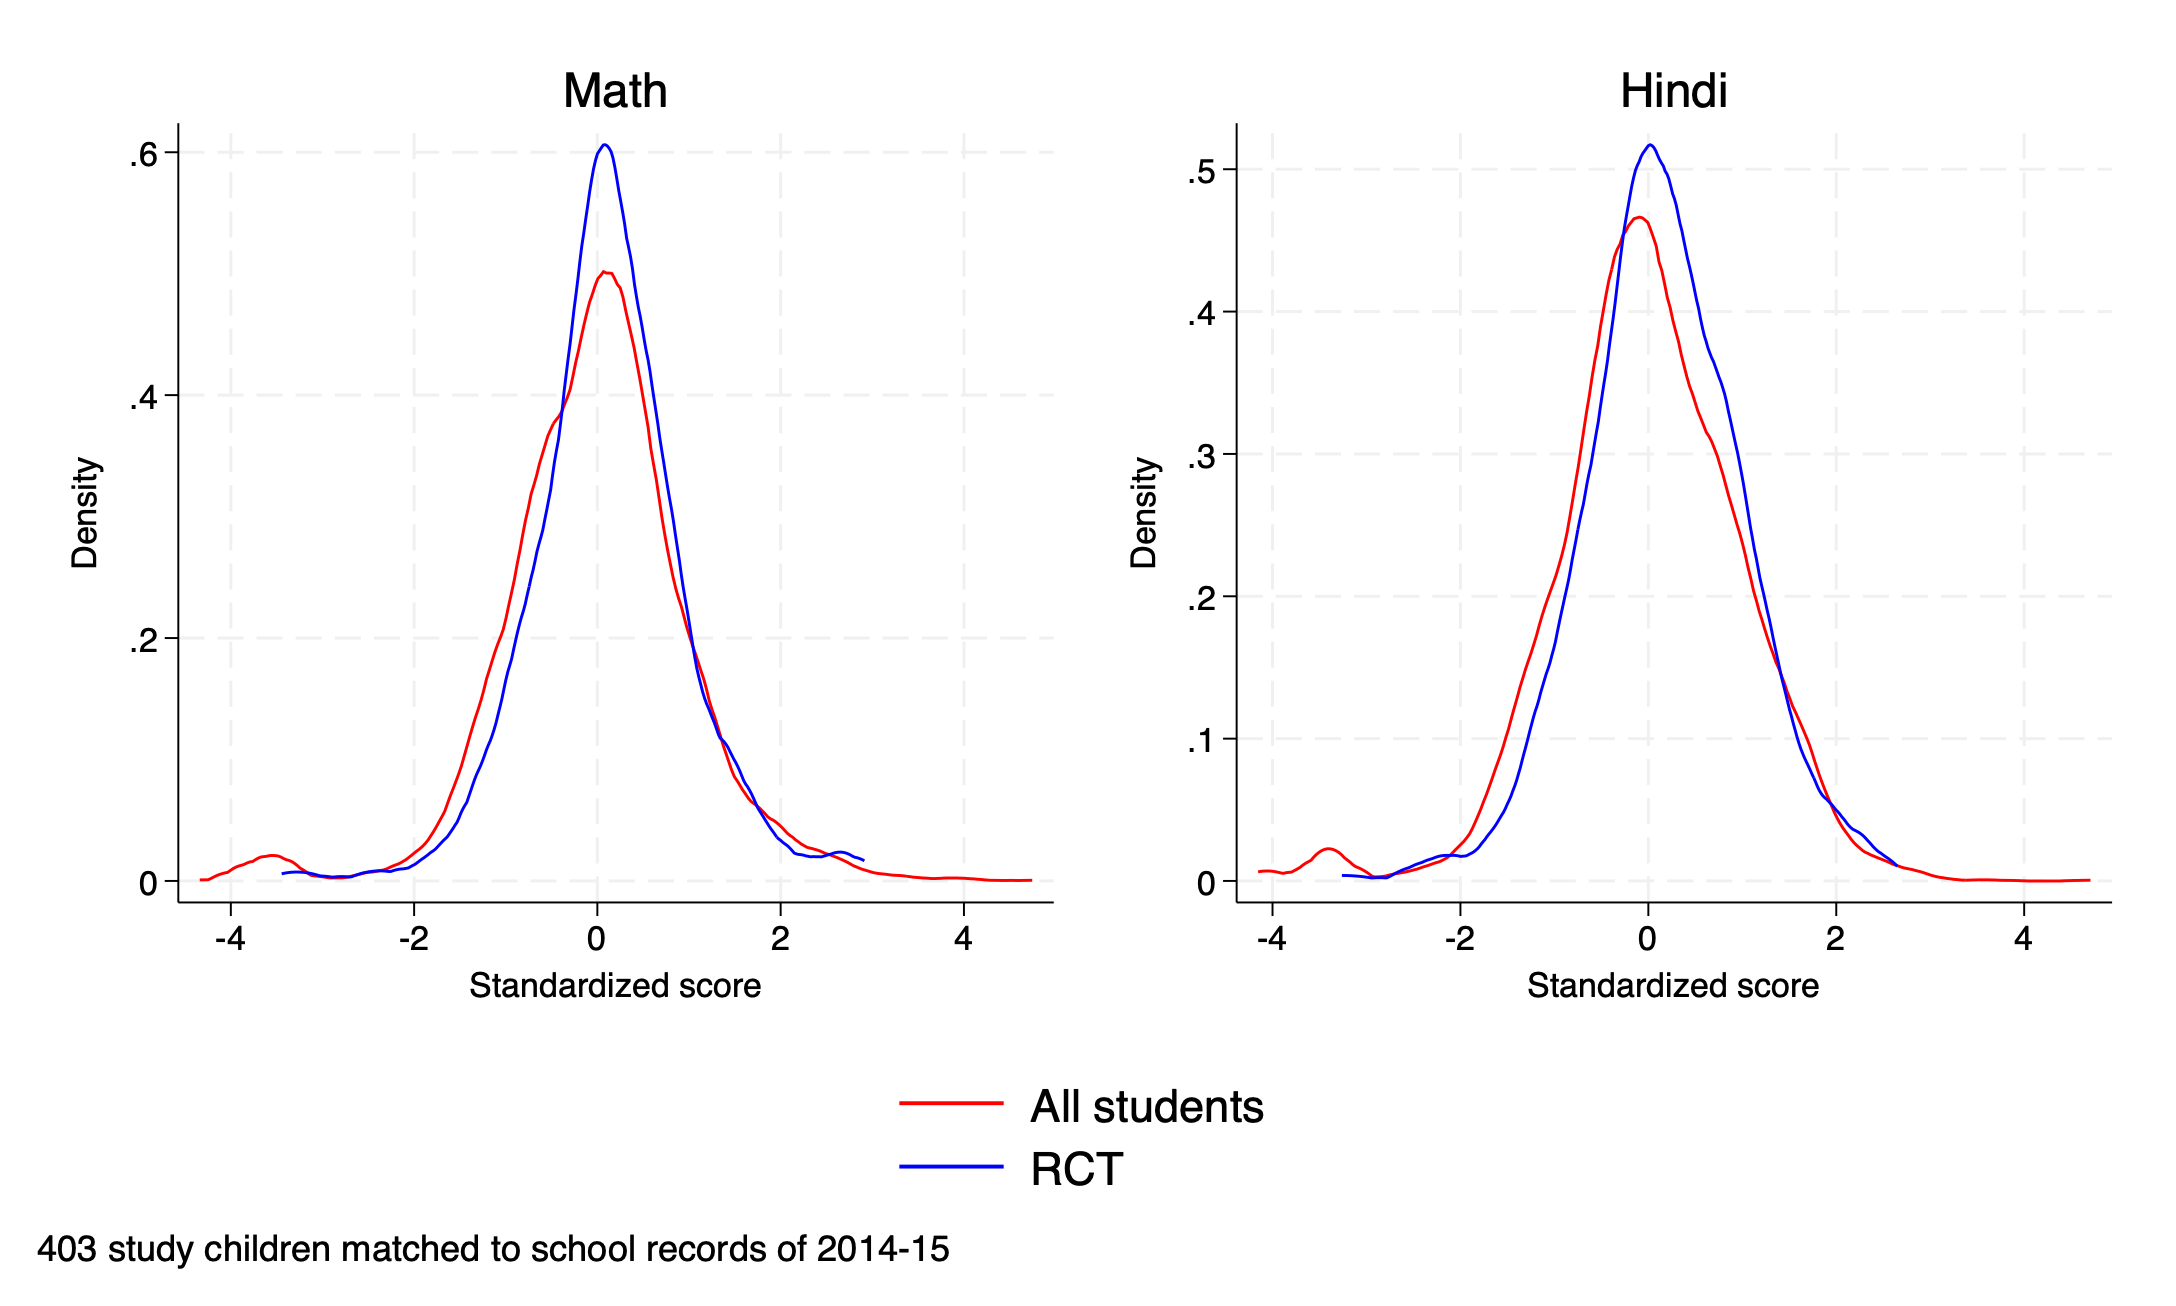 Math
Density
.6
.4
.2
0
-4 -2 0 2 4
Standardized score
Hindi
Density
.5
.4
.3
.2
.1
0
-4 -2 0 2 4
Standardized score
All students
RCT
403 study children matched to school records of 2014-15